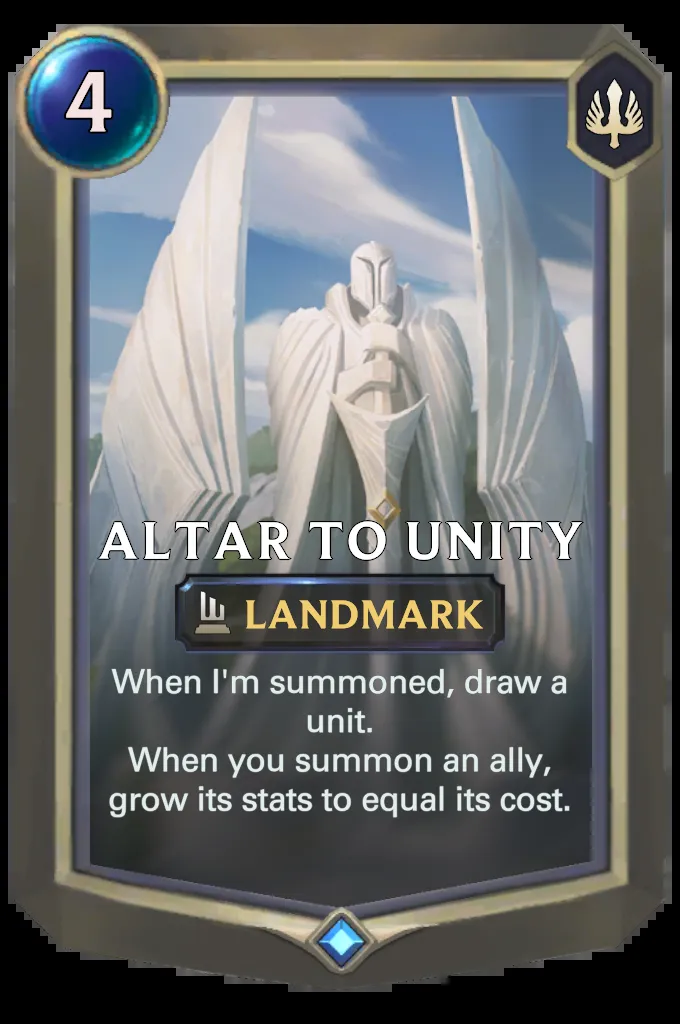 4
ALTAR TO UNITY
LANDMARK
When I'm summoned, draw a
unit.
When you summon an ally,
grow its stats to equal its cost.